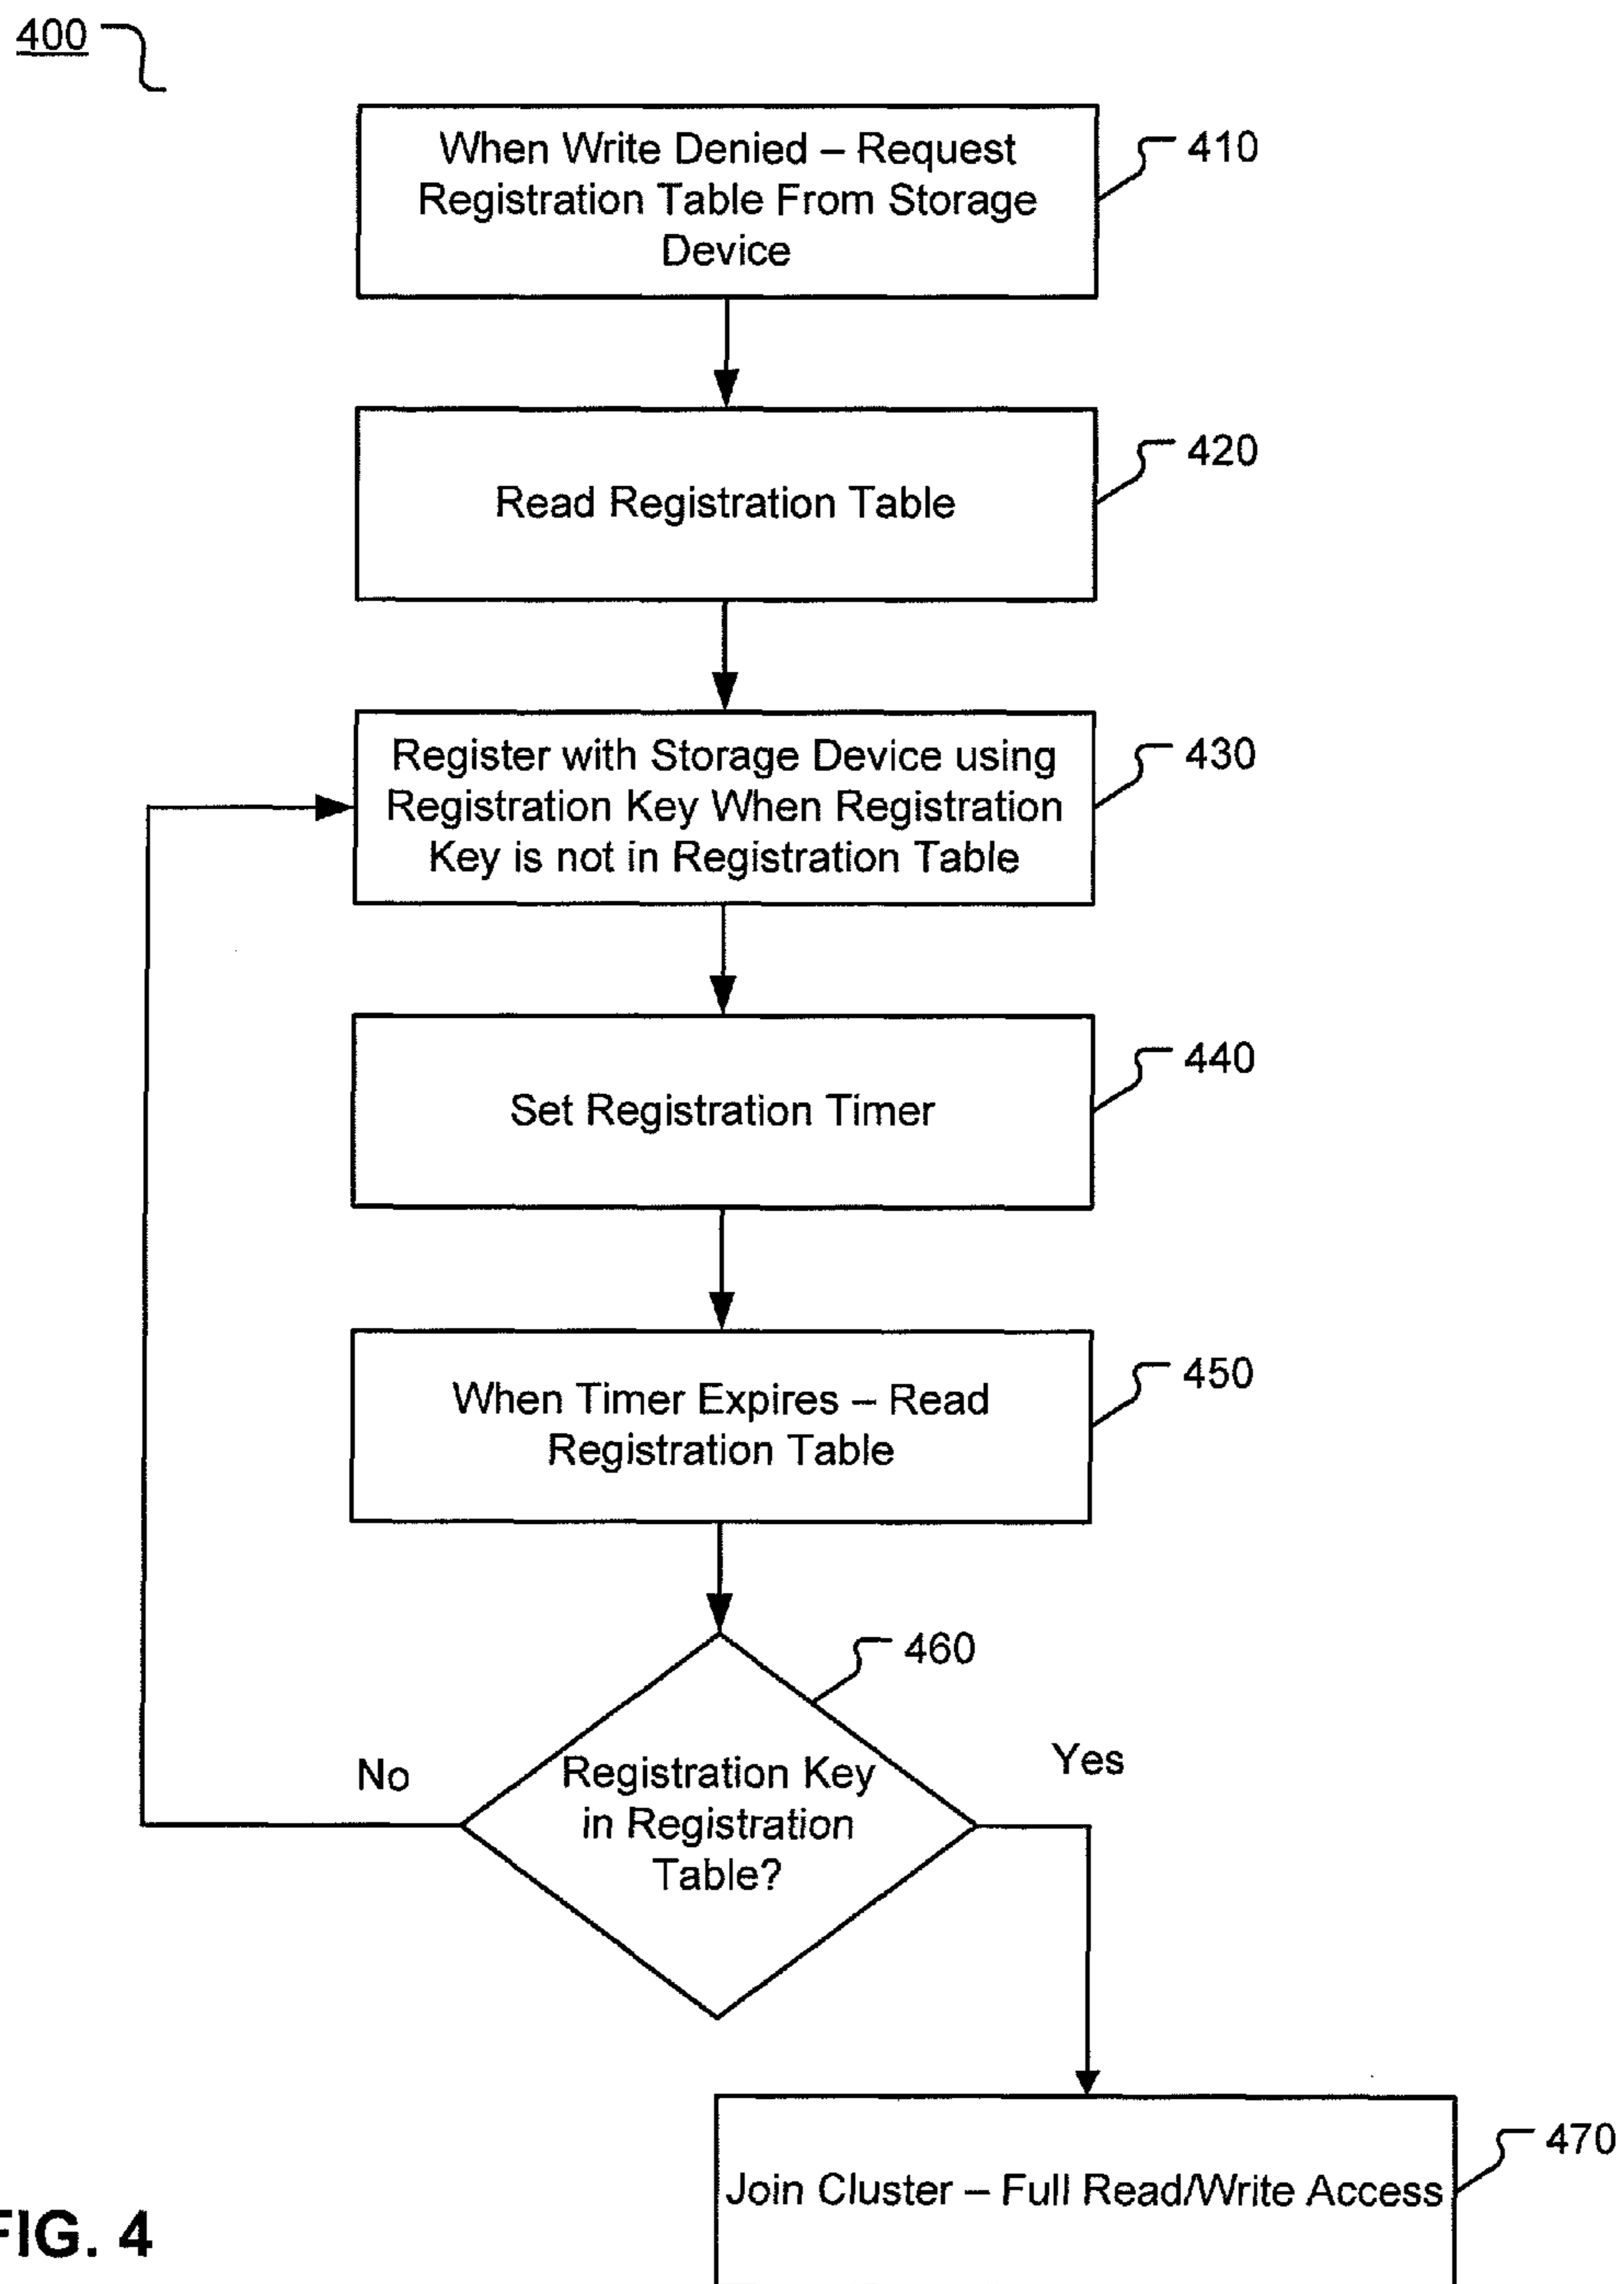 400
When Write Denied – Request
Registration Table From Storage
Device
410
Read Registration Table
420
Register with Storage Device using
Registration Key When Registration
Key is not in Registration Table
430
Set Registration Timer
440
When Timer Expires – Read
Registration Table
450
460
Registration Key
in Registration
Table?
No
Yes
Join Cluster – Full Read/Write Access
470
FIG. 4